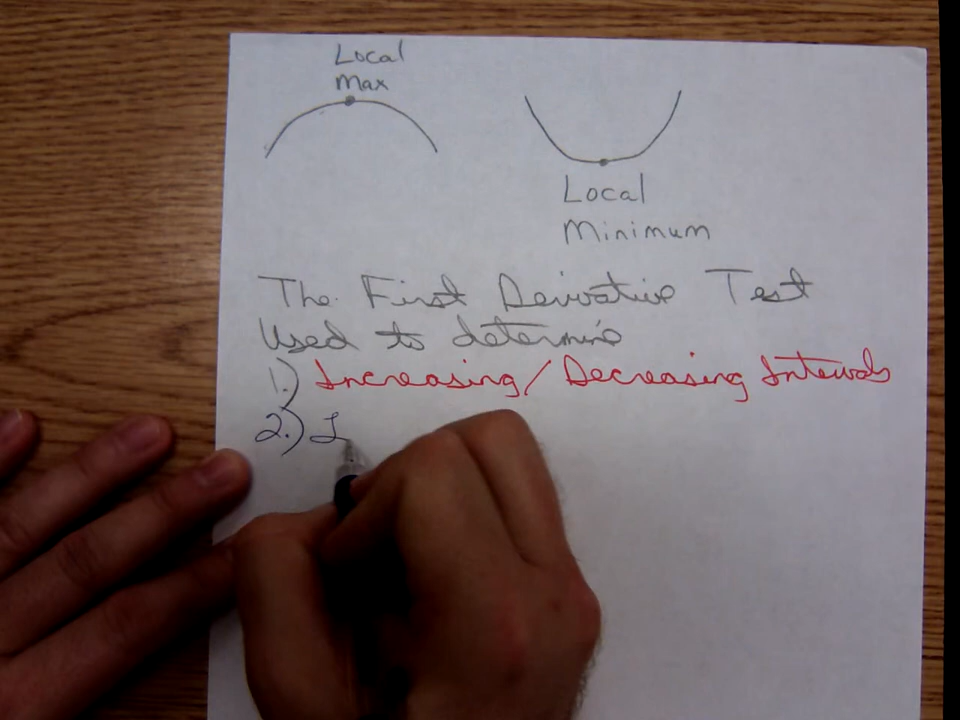 Local
Max
Local
Minimum
The First Derivative Test
Used to determine
1.) Increasing/Decreasing Intervals
2.)